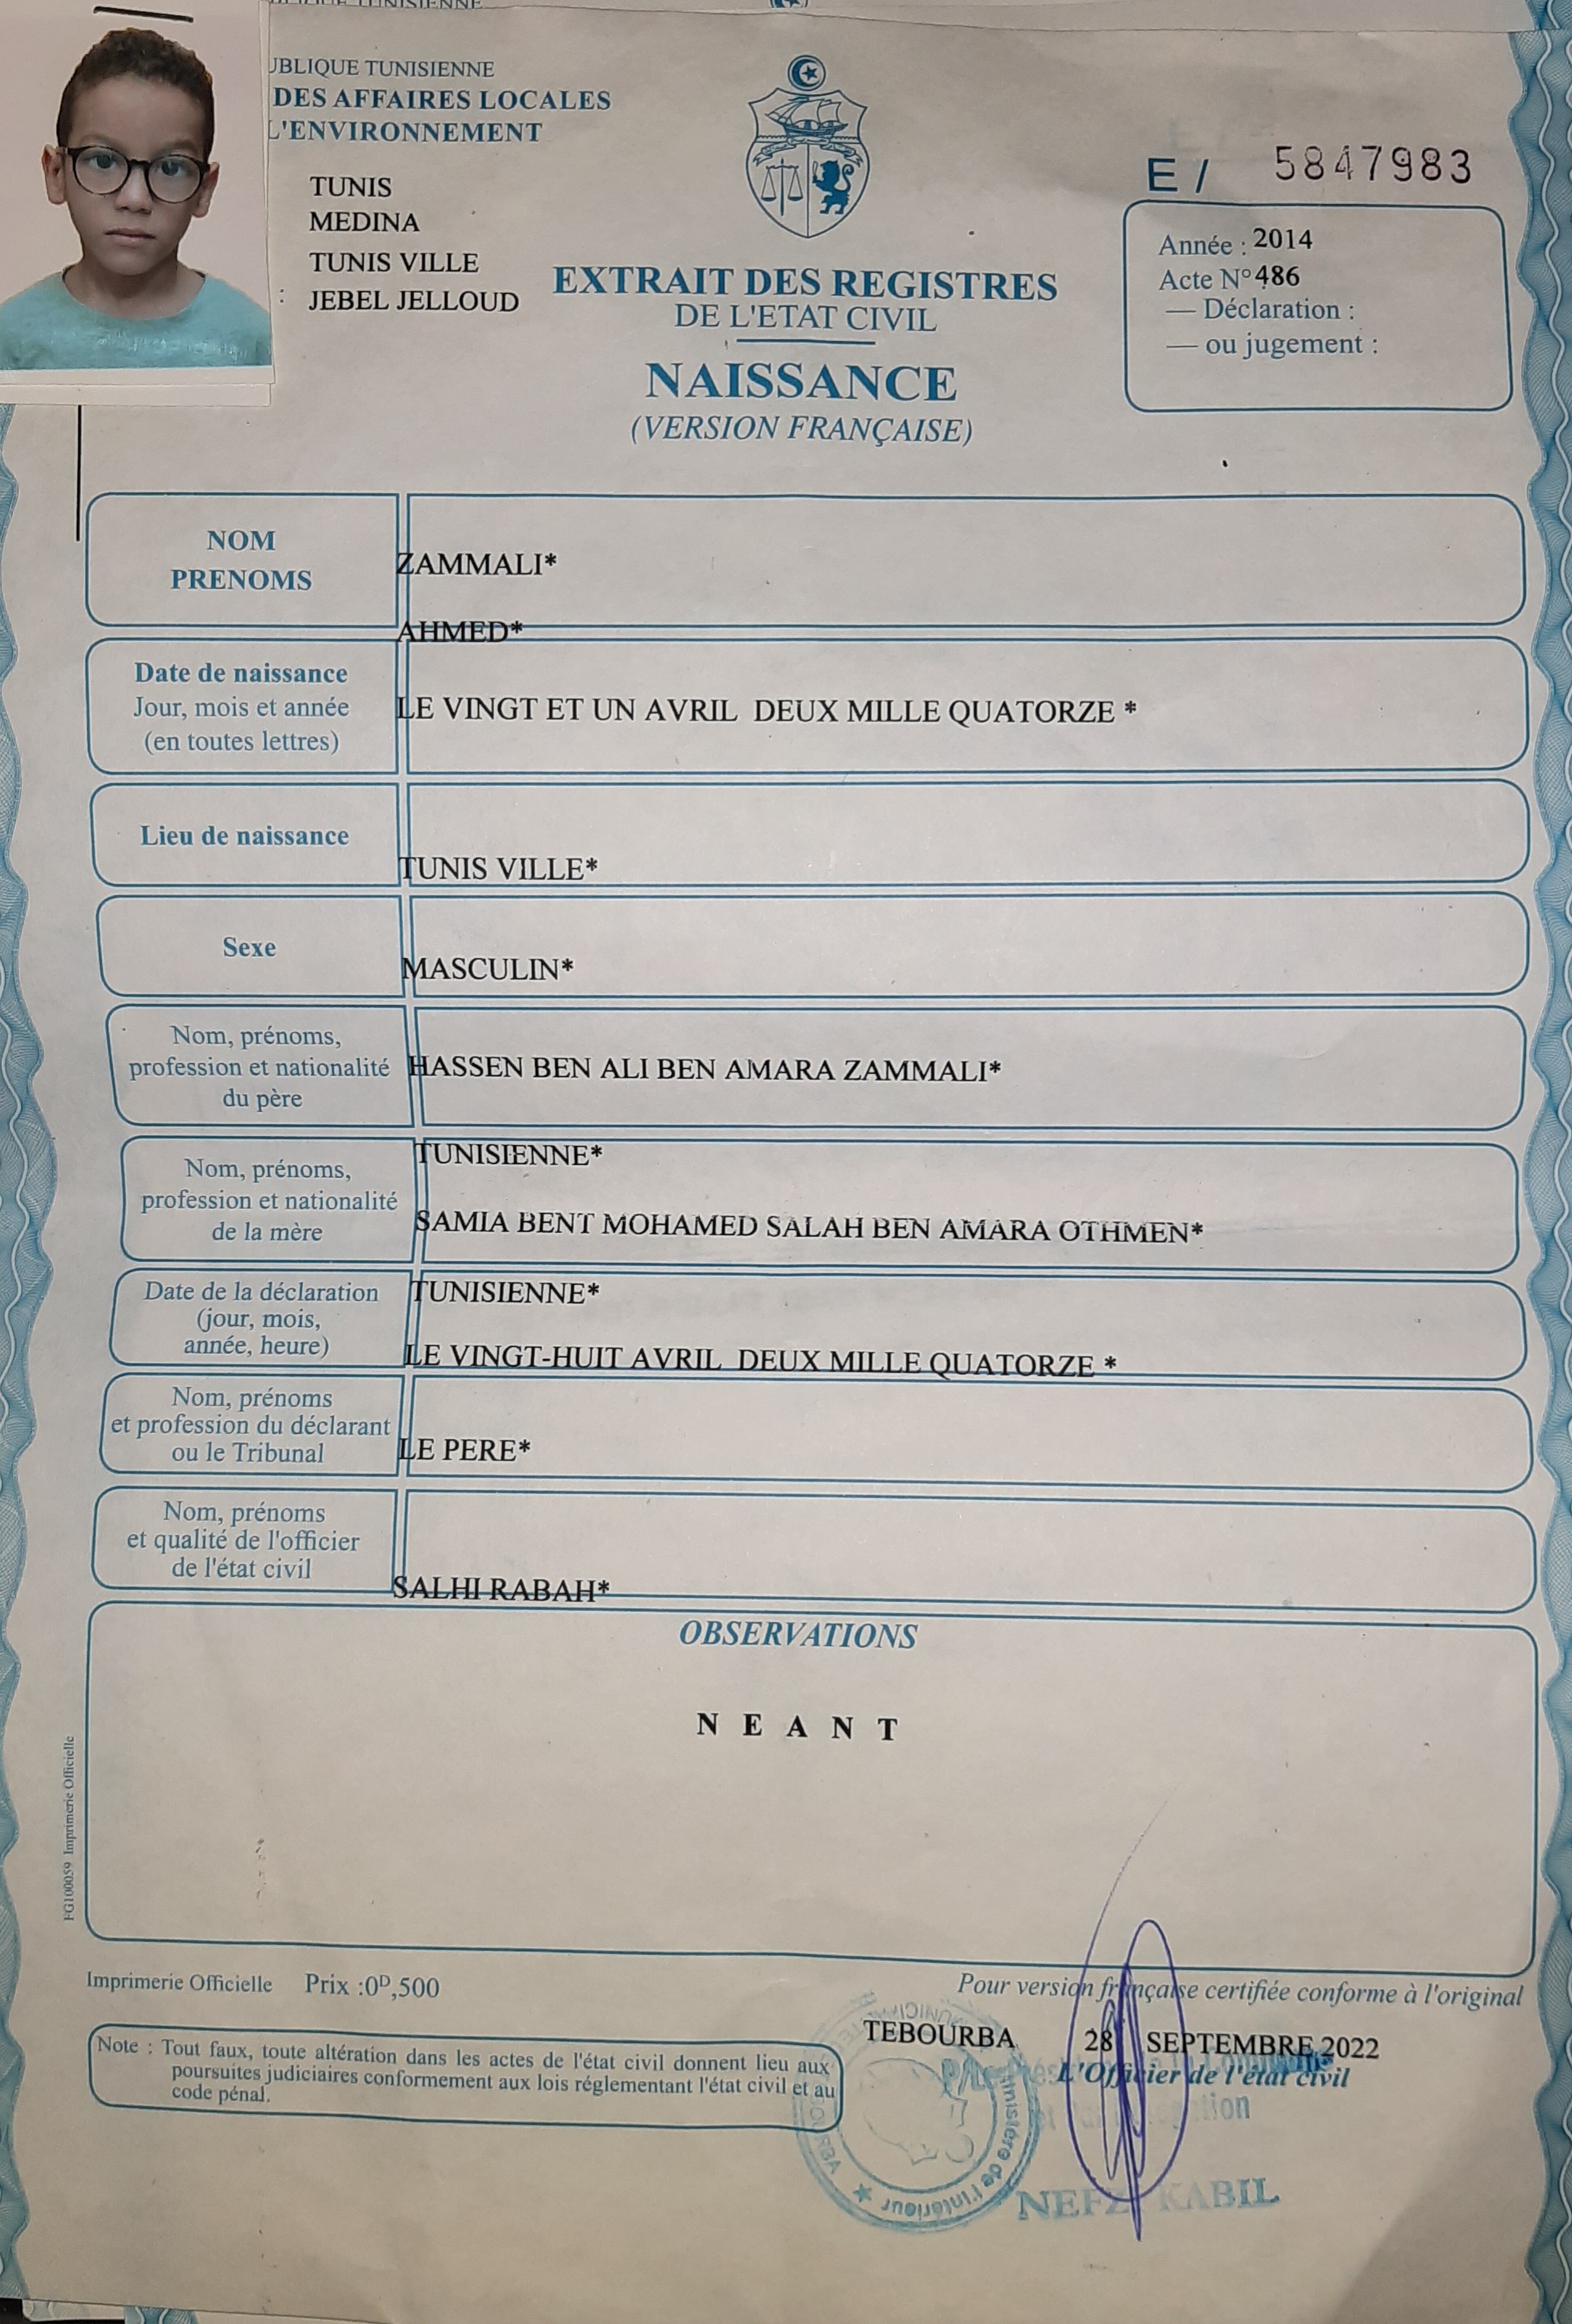 UBLIQUE TUNISIENNE
DES AFFAIRES LOCALES
L'ENVIRONNEMENT
TUNIS
MEDINA
TUNIS VILLE
: JEBEL JELLOUD
E / 5847983
Année : 2014
Acte N° 486
— Déclaration :
— ou jugement :
EXTRAIT DES REGISTRES
DE L'ETAT CIVIL
NAISSANCE
(VERSION FRANÇAISE)
NOM
PRENOMS
ZAMMALI*
AHMED*
Date de naissance
Jour, mois et année
(en toutes lettres)
LE VINGT ET UN AVRIL DEUX MILLE QUATORZE *
Lieu de naissance
TUNIS VILLE*
Sexe
MASCULIN*
Nom, prénoms,
profession et nationalité
du père
HASSEN BEN ALI BEN AMARA ZAMMALI*
TUNISIENNE*
Nom, prénoms,
profession et nationalité
de la mère
SAMIA BENT MOHAMED SALAH BEN AMARA OTHMEN*
TUNISIENNE*
Date de la déclaration
(jour, mois,
année, heure)
LE VINGT-HUIT AVRIL DEUX MILLE QUATORZE *
Nom, prénoms
et profession du déclarant
ou le Tribunal
LE PERE*
Nom, prénoms
et qualité de l'officier
de l'état civil
SALHI RABAH*
OBSERVATIONS
N E A N T
FG100059 Imprimerie Officielle
Imprimerie Officielle Prix :0D,500
Pour version française certifiée conforme à l'original
TEBOURBA 28 SEPTEMBRE 2022
L'Officier de l'état civil
Note : Tout faux, toute altération dans les actes de l'état civil donnent lieu aux
poursuites judiciaires conformement aux lois réglementant l'état civil et au
code pénal.
Ministère de l'Intérieur
KABIL